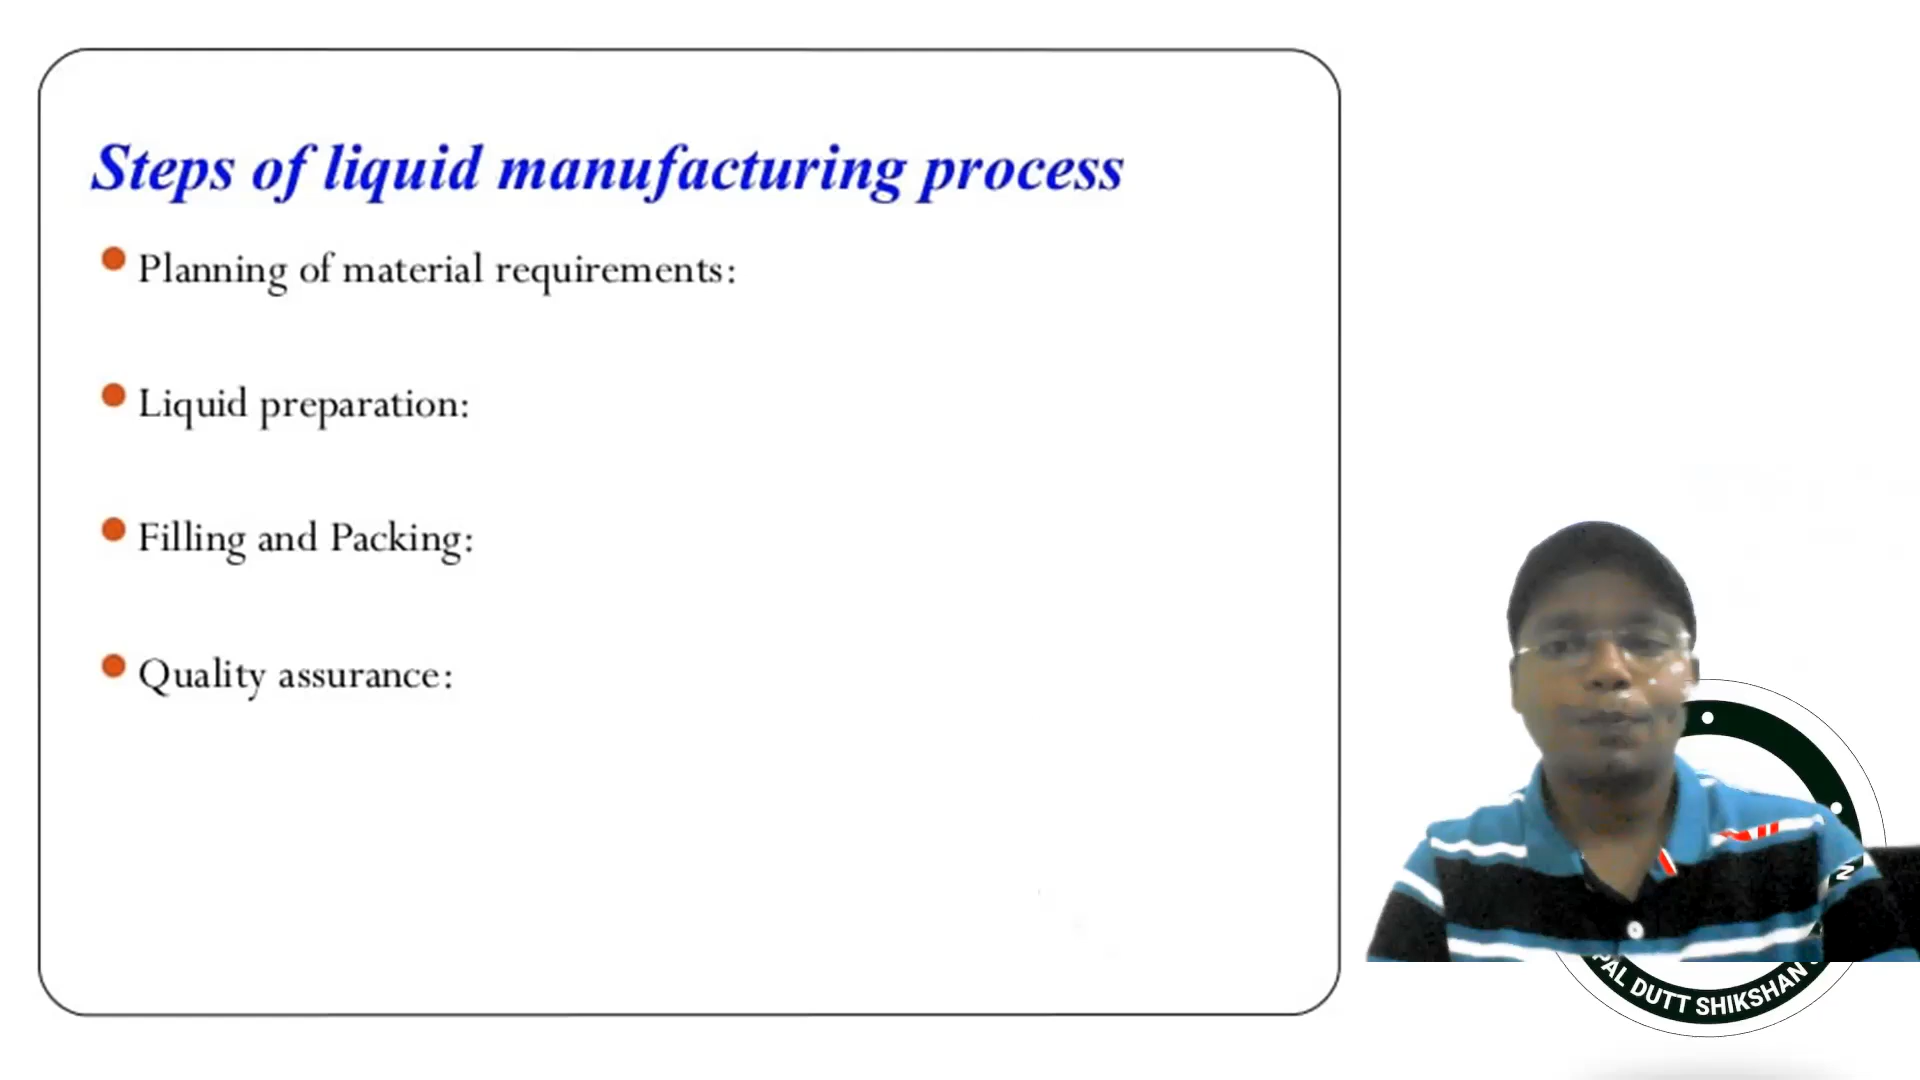 Steps of liquid manufacturing process
Planning of material requirements:
Liquid preparation:
Filling and Packing:
Quality assurance:
DUTT SHIKSHAN